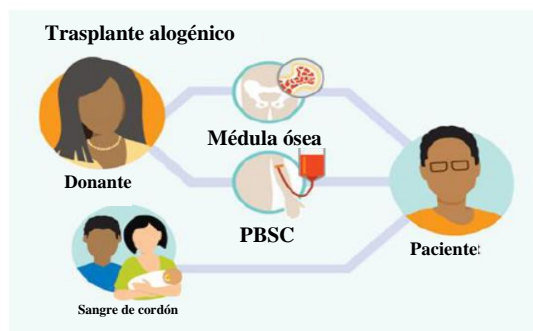 Trasplante alogénico
Médula ósea
Donante
PBSC
Paciente
Sangre de cordón